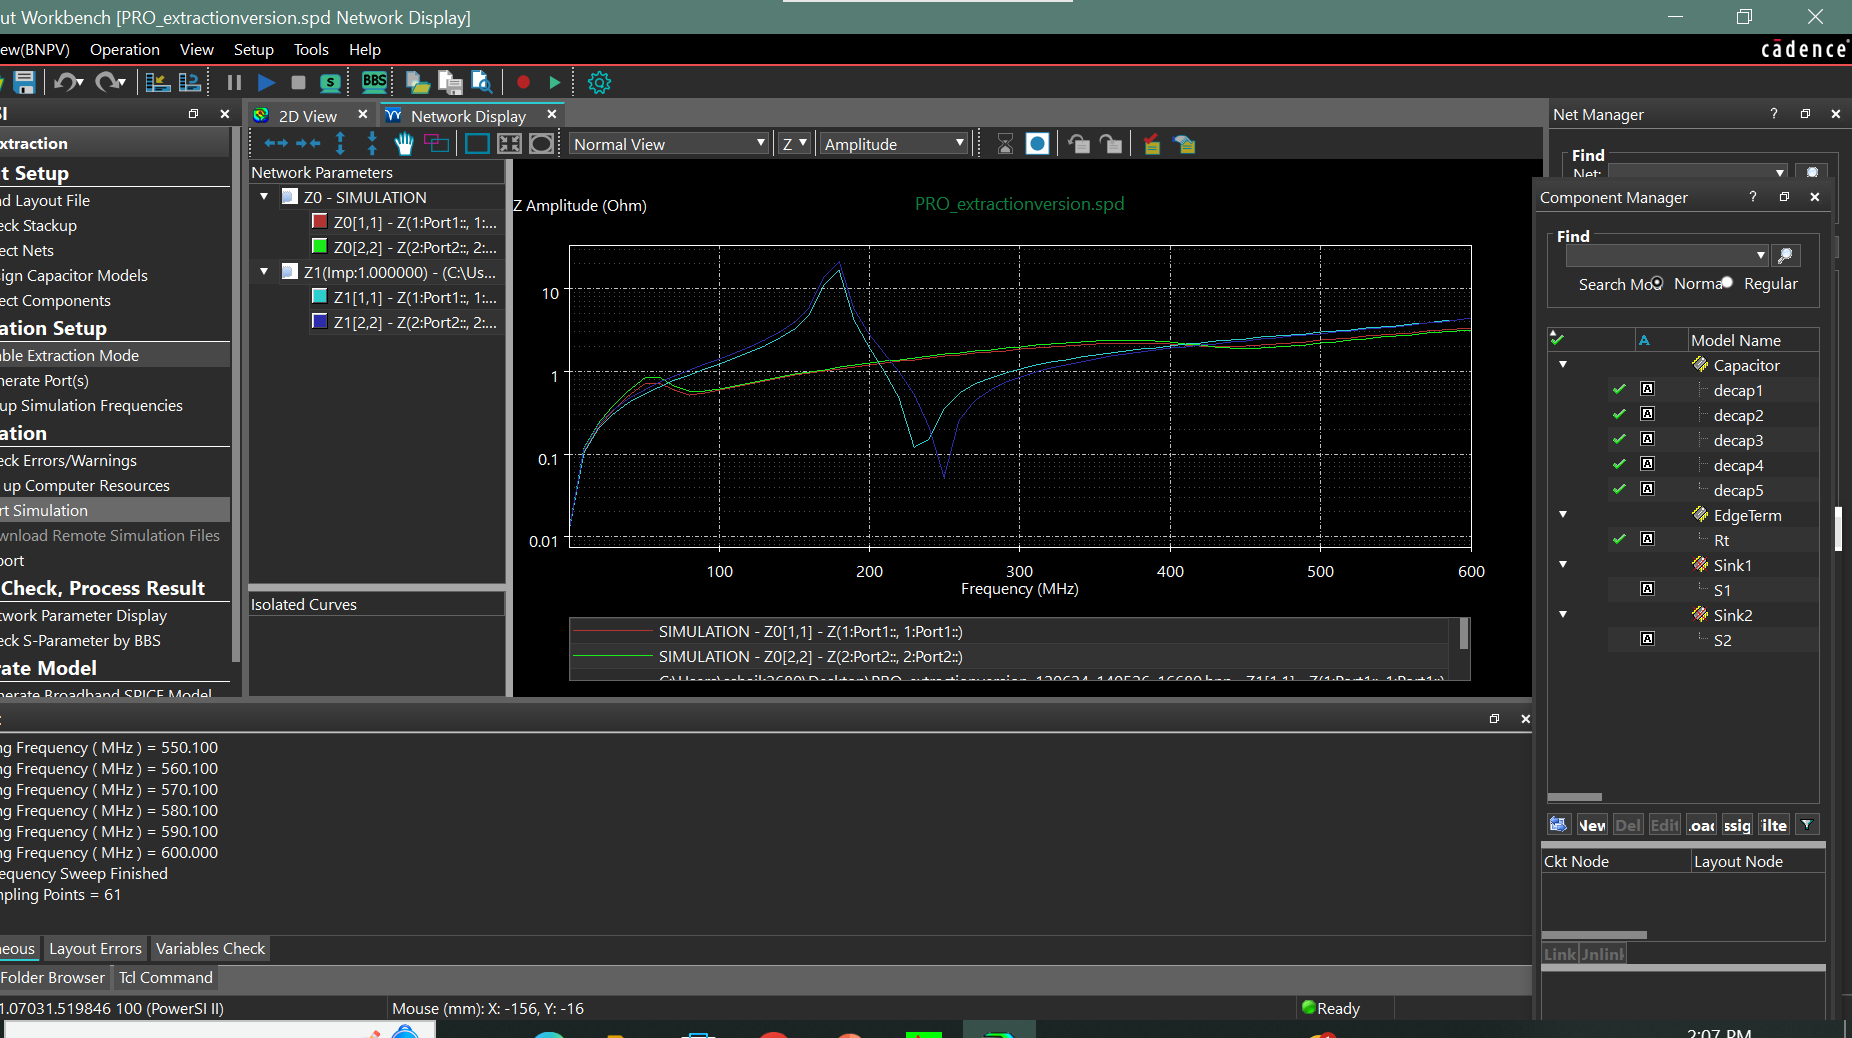 ut Workbench [PRO_extractionversion.spd Network Display]
ew(BNPV) Operation View Setup Tools Help
cādence
BBS
SI
xtraction
t Setup
d Layout File
eck Stackup
ect Nets
ign Capacitor Models
ect Components
ation Setup
ble Extraction Mode
nerate Port(s)
up Simulation Frequencies
ation
eck Errors/Warnings
up Computer Resources
rt Simulation
wnload Remote Simulation Files
port
Check, Process Result
twork Parameter Display
eck S-Parameter by BBS
rate Model
nerate Broadband SPICE Model
2D View
Network Display
Normal View
Z
Amplitude
Network Parameters
Z0 - SIMULATION
Z0[1,1] - Z(1:Port1::, 1:...
Z0[2,2] - Z(2:Port2::, 2:...
Z1(Imp:1.000000) - (C:\Us...
Z1[1,1] - Z(1:Port1::, 1:...
Z1[2,2] - Z(2:Port2::, 2:...
Isolated Curves
Z Amplitude (Ohm)
PRO_extractionversion.spd
10
1
0.1
0.01
100 200 300 400 500 600
Frequency (MHz)
SIMULATION - Z0[1,1] - Z(1:Port1::, 1:Port1::)
SIMULATION - Z0[2,2] - Z(2:Port2::, 2:Port2::)
Net Manager
?
Find
Net:
Component Manager
?
Find
Search Mod Norma Regular
A Model Name
Capacitor
A decap1
A decap2
A decap3
A decap4
A decap5
EdgeTerm
A Rt
Sink1
A S1
Sink2
A S2
New Del Edit Load ssig ilte
Ckt Node Layout Node
Link Unlink
ng Frequency ( MHz ) = 550.100
ng Frequency ( MHz ) = 560.100
ng Frequency ( MHz ) = 570.100
ng Frequency ( MHz ) = 580.100
ng Frequency ( MHz ) = 590.100
ng Frequency ( MHz ) = 600.000
equency Sweep Finished
mpling Points = 61
neous Layout Errors Variables Check
Folder Browser Tcl Command
1.07031.519846 100 (PowerSI II)
Mouse (mm): X: -156, Y: -16
Ready
2:07 PM